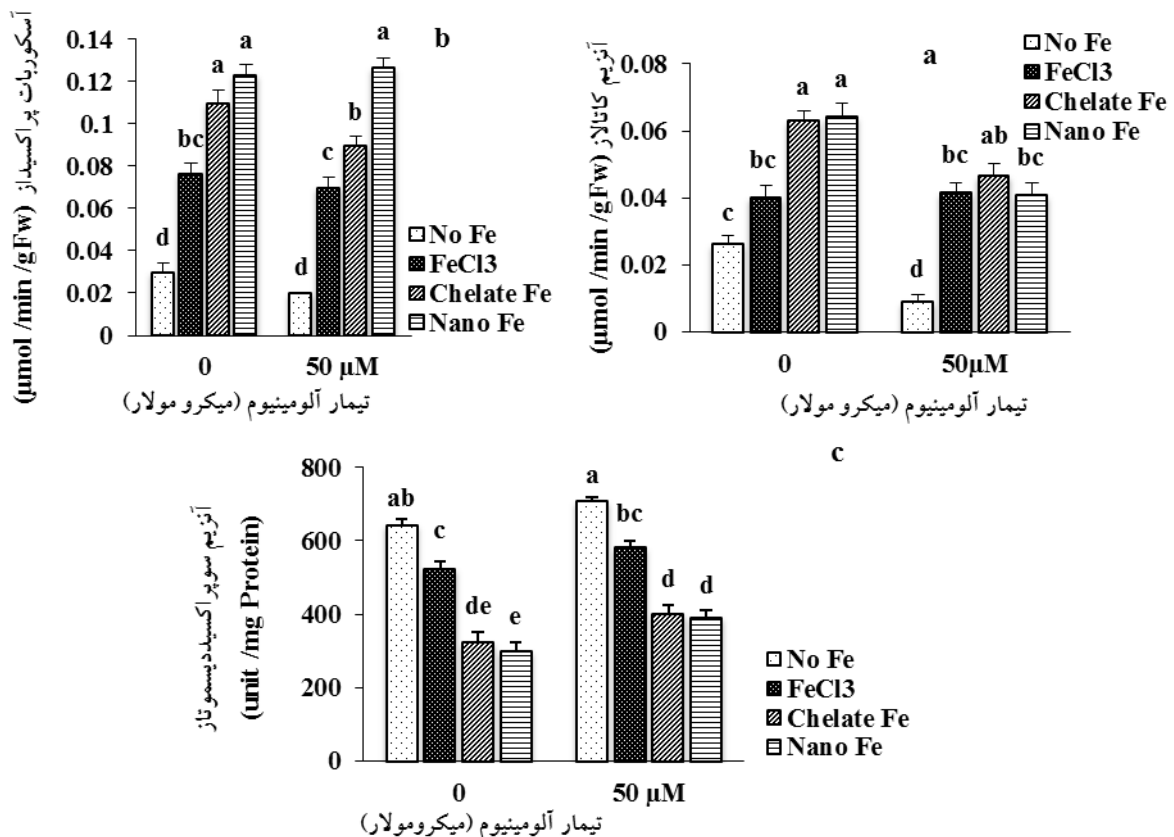 b
آسکوربات پراکسیداز
(µmol /min /gFw)
0.14
0.12
0.1
0.08
0.06
0.04
0.02
0
d
bc
a
a
d
c
b
a
No Fe
FeCl3
Chelate Fe
Nano Fe
0
50 µM
تیمار آلومینیوم (میکرو مولار)
a
آنزیم کاتالاز
(µmol /min /gFw)
0.08
0.06
0.04
0.02
0
c
bc
a
a
d
bc
ab
bc
No Fe
FeCl3
Chelate Fe
Nano Fe
0
50µM
تیمار آلومینیوم (میکرو مولار)
c
آنزیم سوپراکسیددیسموتاز
(unit /mg Protein)
800
600
400
200
0
ab
c
de
e
a
bc
d
d
No Fe
FeCl3
Chelate Fe
Nano Fe
0
50 µM
تیمار آلومینیوم (میکرومولار)